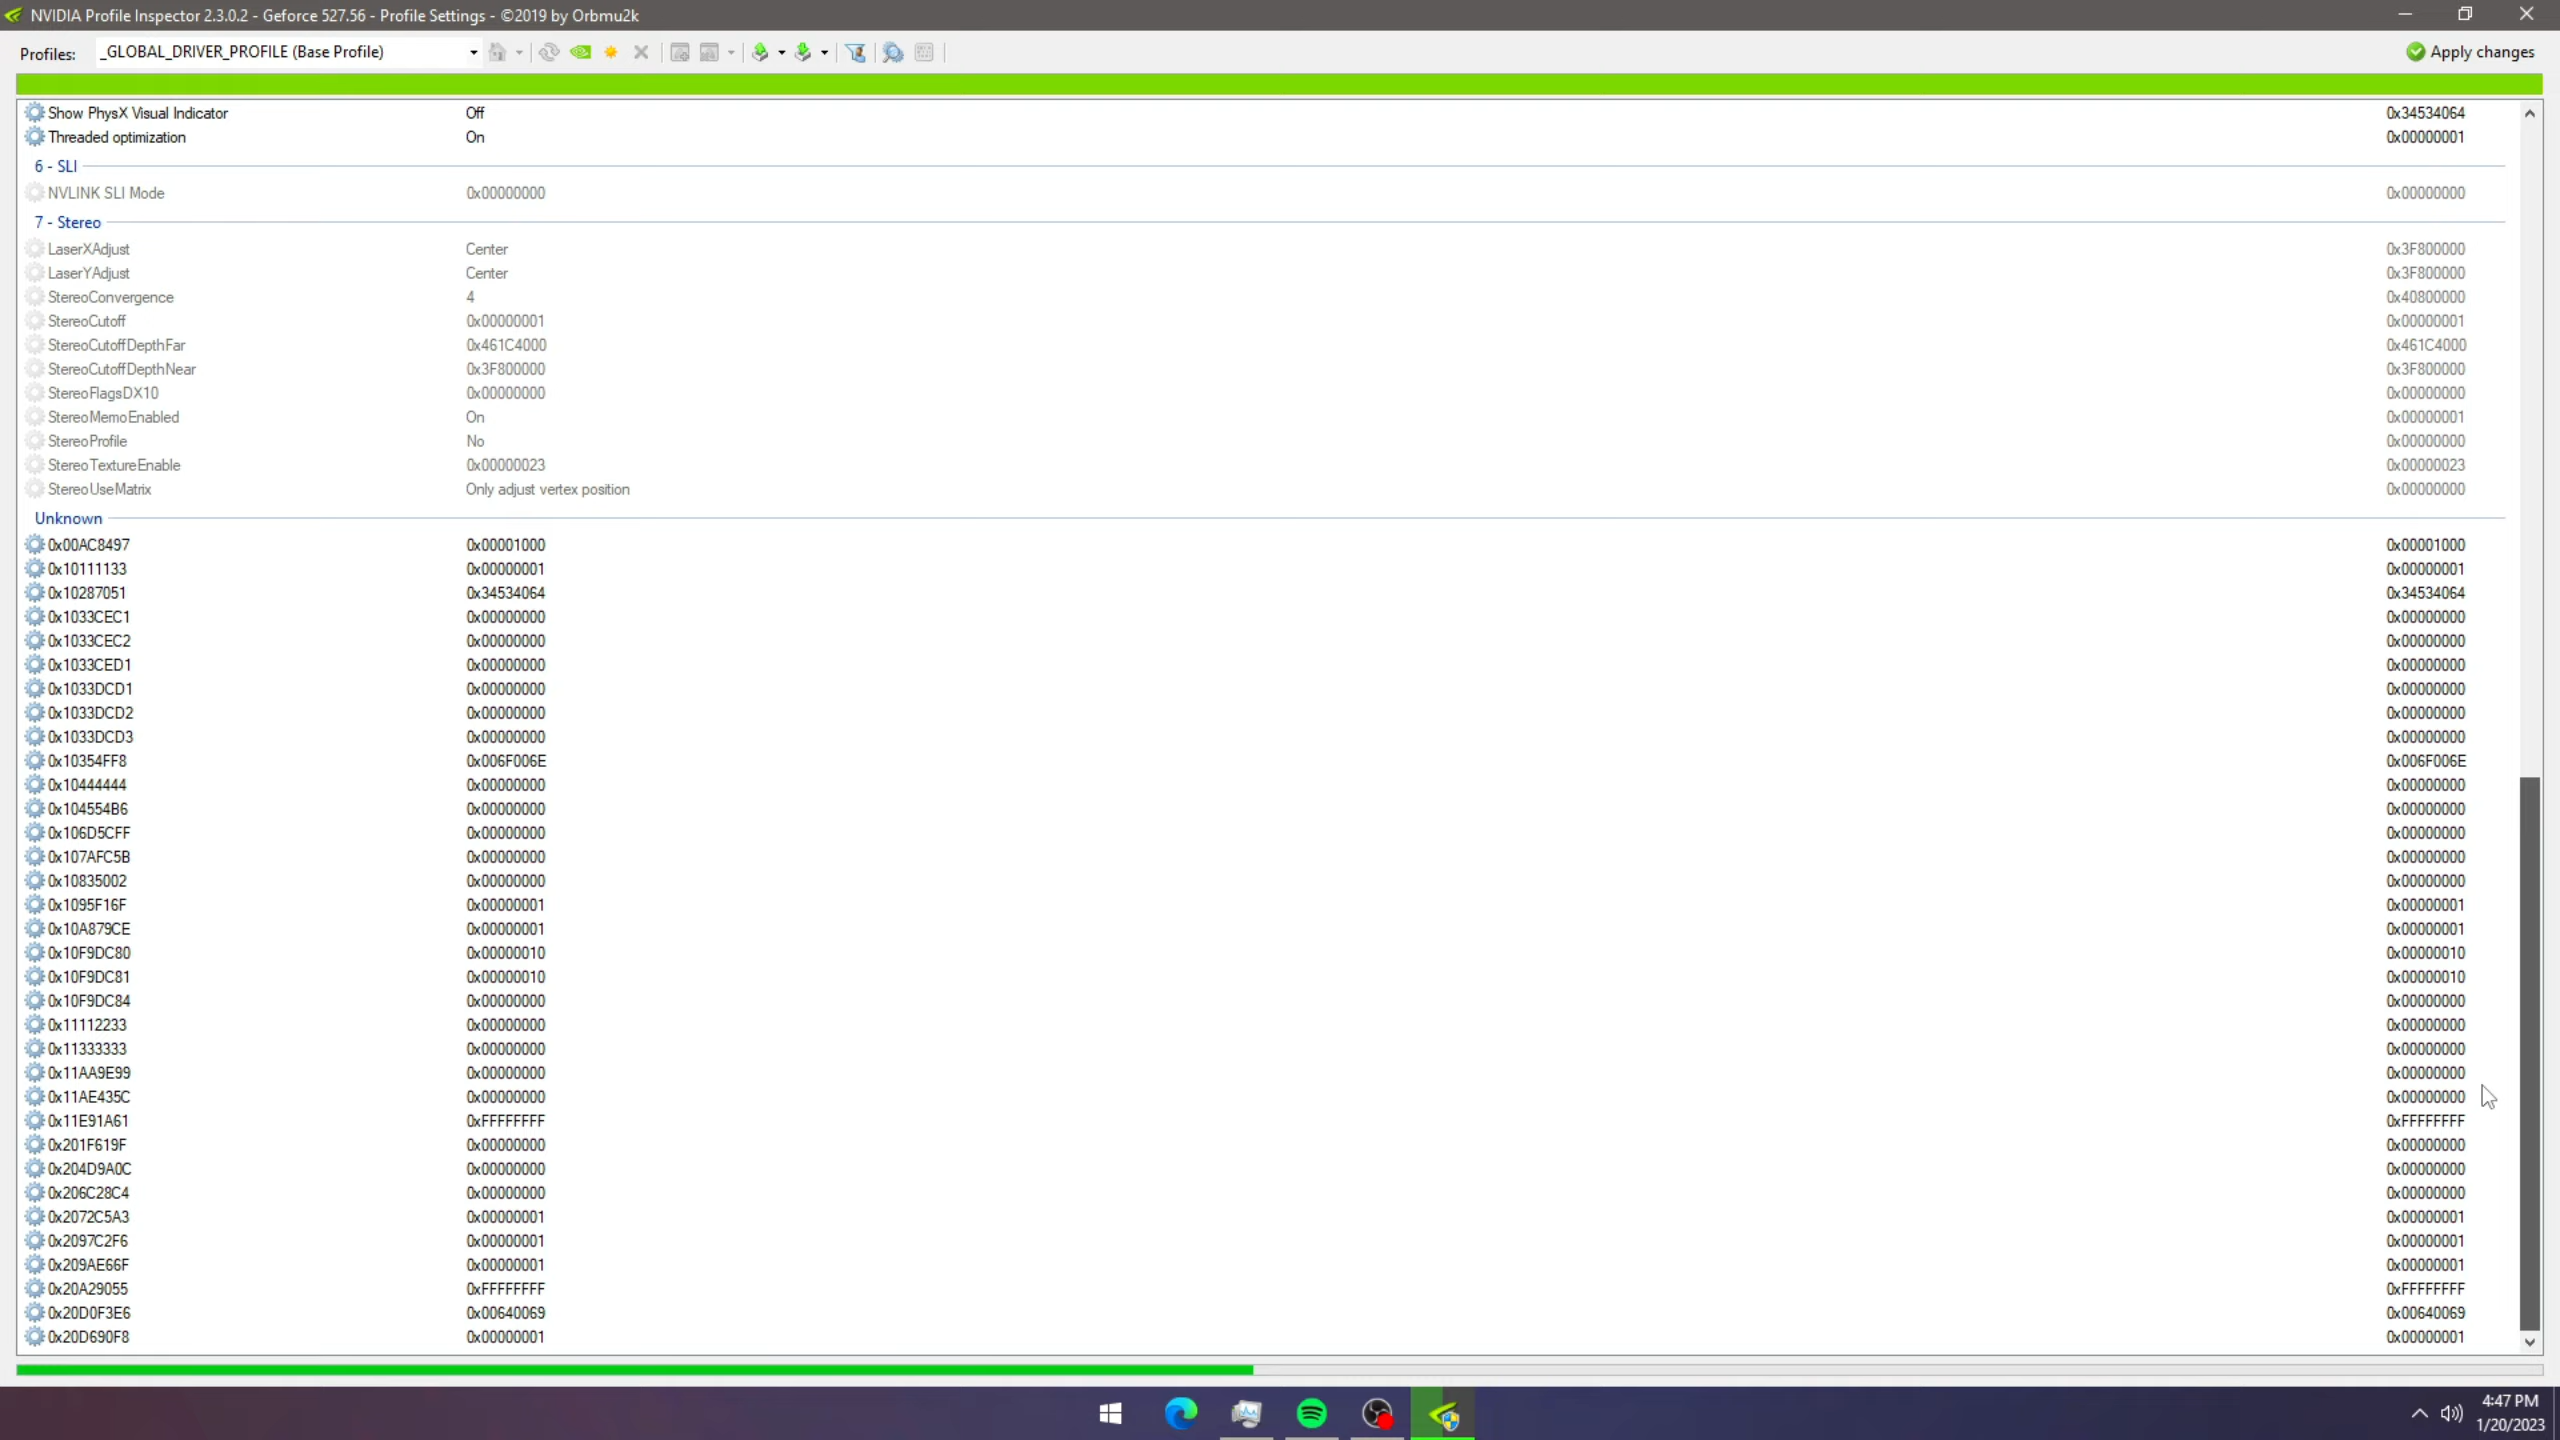 NVIDIA Profile Inspector 2.3.0.2 - Geforce 527.56 - Profile Settings - ©2019 by Orbmu2k
Profiles: _GLOBAL_DRIVER_PROFILE (Base Profile) Apply changes
Show PhysX Visual Indicator Off 0x34534064
Threaded optimization On 0x00000001
6 - SLI
NVLINK SLI Mode 0x00000000 0x00000000
7 - Stereo
LaserXAdjust Center 0x3F800000
LaserYAdjust Center 0x3F800000
StereoConvergence 4 0x40800000
StereoCutoff 0x00000001 0x00000001
StereoCutoffDepthFar 0x461C4000 0x461C4000
StereoCutoffDepthNear 0x3F800000 0x3F800000
StereoFlagsDX10 0x00000000 0x00000000
StereoMemoEnabled On 0x00000001
StereoProfile No 0x00000000
StereoTextureEnable 0x00000023 0x00000023
StereoUseMatrix Only adjust vertex position 0x00000000
Unknown
0x00AC8497 0x00001000 0x00001000
0x10111133 0x00000001 0x00000001
0x10287051 0x34534064 0x34534064
0x1033CEC1 0x00000000 0x00000000
0x1033CEC2 0x00000000 0x00000000
0x1033CED1 0x00000000 0x00000000
0x1033DCD1 0x00000000 0x00000000
0x1033DCD2 0x00000000 0x00000000
0x1033DCD3 0x00000000 0x00000000
0x10354FF8 0x006F006E 0x006F006E
0x10444444 0x00000000 0x00000000
0x104554B6 0x00000000 0x00000000
0x106D5CFF 0x00000000 0x00000000
0x107AFC5B 0x00000000 0x00000000
0x10835002 0x00000000 0x00000000
0x1095F16F 0x00000001 0x00000001
0x10A879CE 0x00000001 0x00000001
0x10F9DC80 0x00000010 0x00000010
0x10F9DC81 0x00000010 0x00000010
0x10F9DC84 0x00000000 0x00000000
0x11112233 0x00000000 0x00000000
0x11333333 0x00000000 0x00000000
0x11AA9E99 0x00000000 0x00000000
0x11AE435C 0x00000000 0x00000000
0x11E91A61 0xFFFFFFFF 0xFFFFFFFF
0x201F619F 0x00000000 0x00000000
0x204D9A0C 0x00000000 0x00000000
0x206C28C4 0x00000000 0x00000000
0x2072C5A3 0x00000001 0x00000001
0x2097C2F6 0x00000001 0x00000001
0x209AE66F 0x00000001 0x00000001
0x20A29055 0xFFFFFFFF 0xFFFFFFFF
0x20D0F3E6 0x00640069 0x00640069
0x20D690F8 0x00000001 0x00000001
4:47 PM
1/20/2023